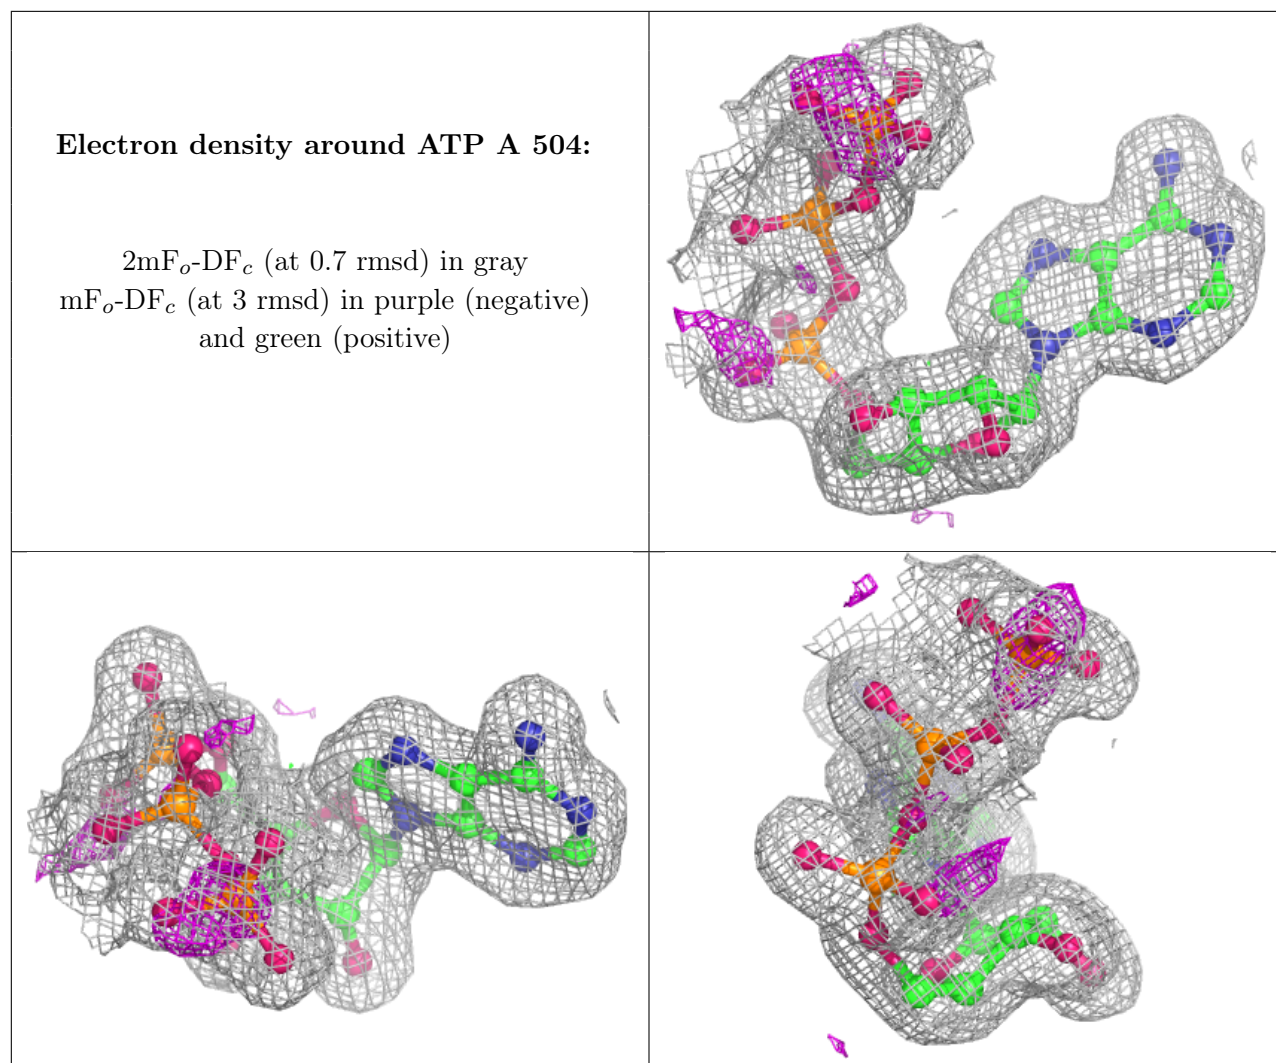 Electron density around ATP A 504:
2mFₒ-DF𝒸 (at 0.7 rmsd) in gray
mFₒ-DF𝒸 (at 3 rmsd) in purple (negative)
and green (positive)